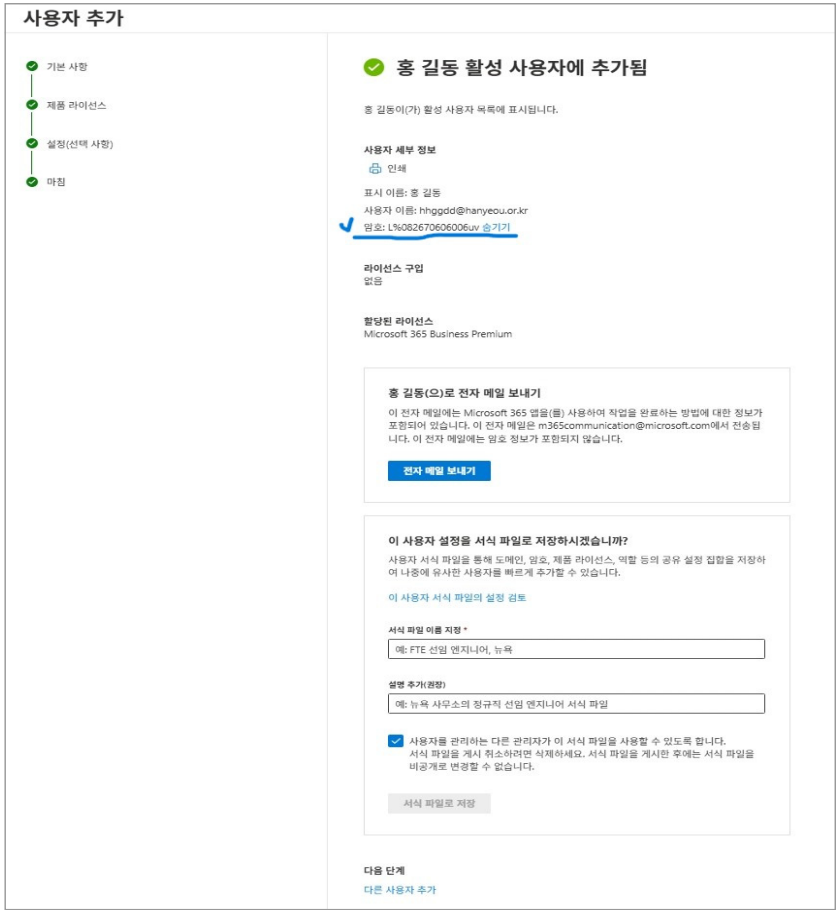 사용자 추가
기본 사항
제품 라이선스
설정(선택 사항)
마침
홍 길동 활성 사용자에 추가됨
홍 길동이(가) 활성 사용자 목록에 표시됩니다.
사용자 세부 정보
인쇄
표시 이름: 홍 길동
사용자 이름: hhggdd@hanyeou.or.kr
암호: L%082670606006uv 숨기기
라이선스 구입
없음
할당된 라이선스
Microsoft 365 Business Premium
홍 길동(으)로 전자 메일 보내기
이 전자 메일에는 Microsoft 365 앱을(를) 사용하여 작업을 완료하는 방법에 대한 정보가
포함되어 있습니다. 이 전자 메일은 m365communication@microsoft.com에서 전송됩
니다. 이 전자 메일에는 암호 정보가 포함되지 않습니다.
전자 메일 보내기
이 사용자 설정을 서식 파일로 저장하시겠습니까?
사용자 서식 파일을 통해 도메인, 암호, 제품 라이선스, 역할 등의 공유 설정 집합을 저장하
여 나중에 유사한 사용자를 빠르게 추가할 수 있습니다.
이 사용자 서식 파일의 설정 검토
서식 파일 이름 지정 *
예: FTE 선임 엔지니어, 뉴욕
설명 추가(권장)
예: 뉴욕 사무소의 정규직 선임 엔지니어 서식 파일
사용자를 관리하는 다른 관리자가 이 서식 파일을 사용할 수 있도록 합니다.
서식 파일을 게시 취소하려면 삭제하세요. 서식 파일을 게시한 후에는 서식 파일을
비공개로 변경할 수 없습니다.
서식 파일로 저장
다음 단계
다른 사용자 추가